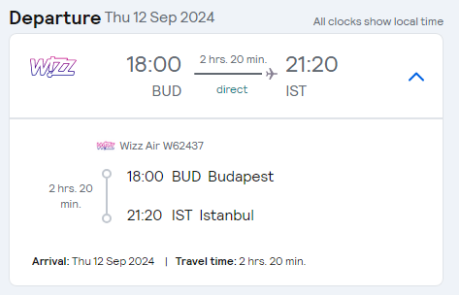 Departure Thu 12 Sep 2024
All clocks show local time
WIZZ
18:00 2 hrs. 20 min. 21:20
BUD direct IST
Wizz Air W62437
18:00 BUD Budapest
2 hrs. 20
min.
21:20 IST Istanbul
Arrival: Thu 12 Sep 2024 | Travel time: 2 hrs. 20 min.